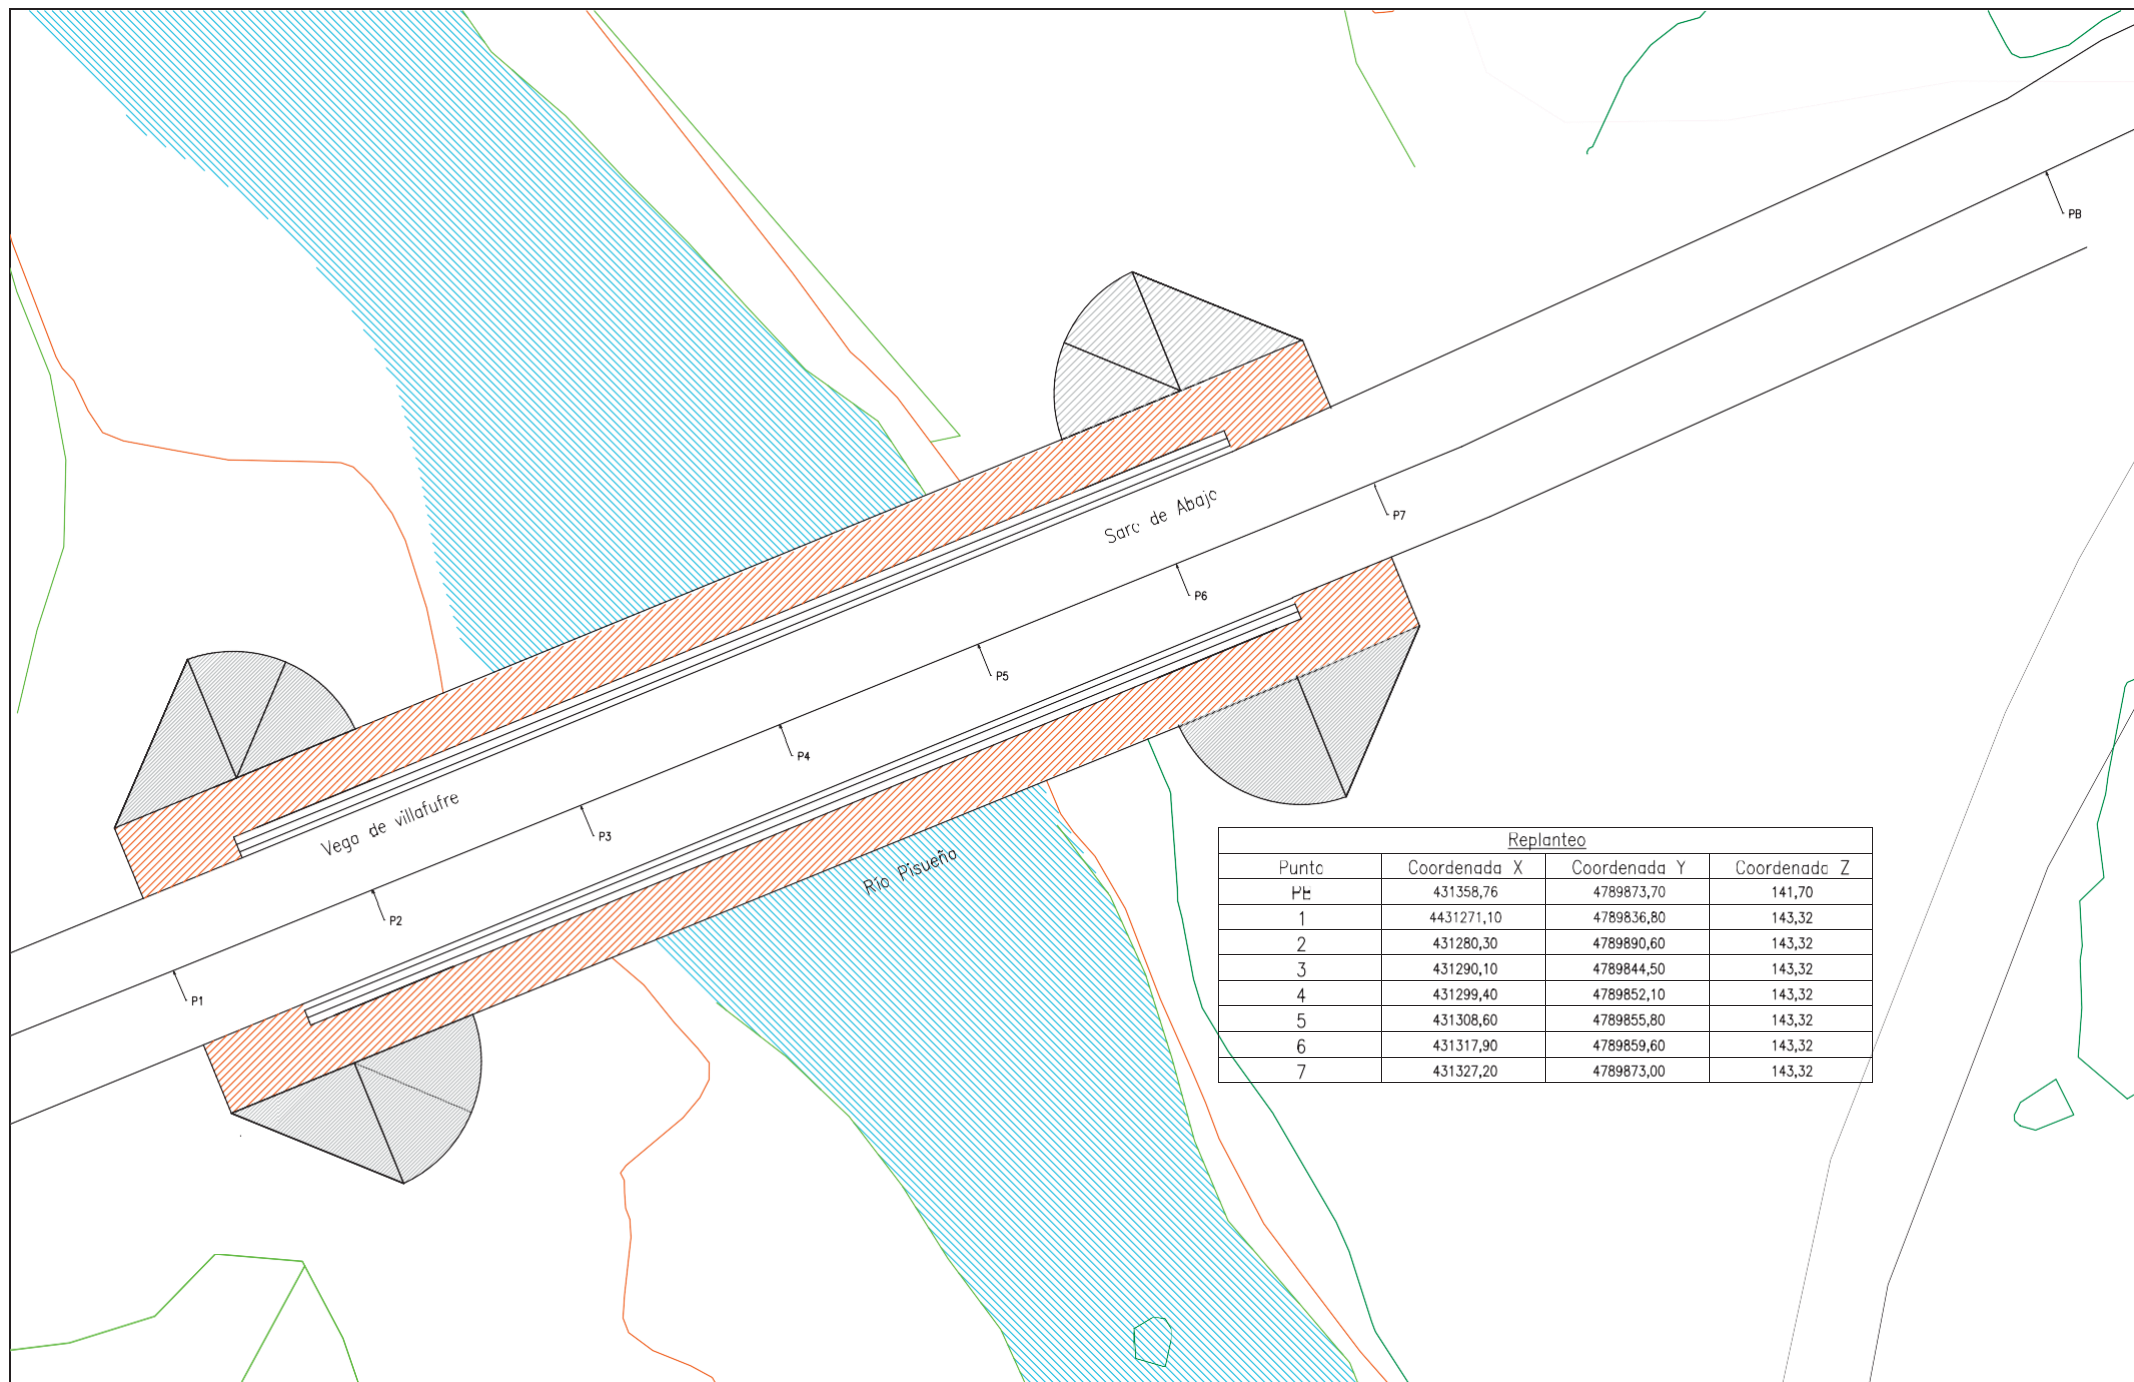 PB
P7
Saro de Abajo
P6
P5
P4
Vega de villafufre
P3
Río Pisueño
P2
P1
Replanteo
Punto Coordenada X Coordenada Y Coordenada Z
PB 431358,76 4789873,70 141,70
1 4431271,10 4789836,80 143,32
2 431280,30 4789890,60 143,32
3 431290,10 4789844,50 143,32
4 431299,40 4789852,10 143,32
5 431308,60 4789855,80 143,32
6 431317,90 4789859,60 143,32
7 431327,20 4789873,00 143,32